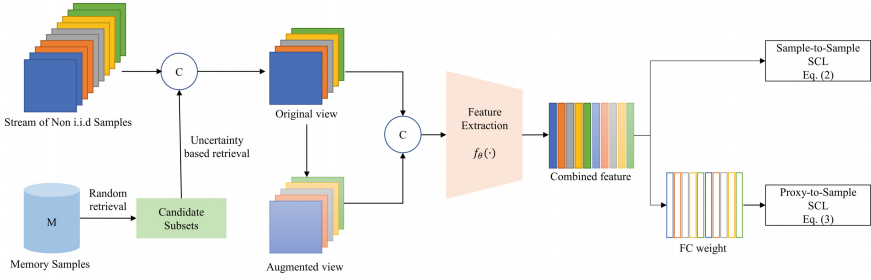 Stream of Non i.i.d Samples
C
Uncertainty
based retrieval
M
Memory Samples
Random
retrieval
Candidate
Subsets
Original view
Augmented view
C
Feature
Extraction
fθ(·)
Combined feature
Sample-to-Sample
SCL
Eq. (2)
FC weight
Proxy-to-Sample
SCL
Eq. (3)